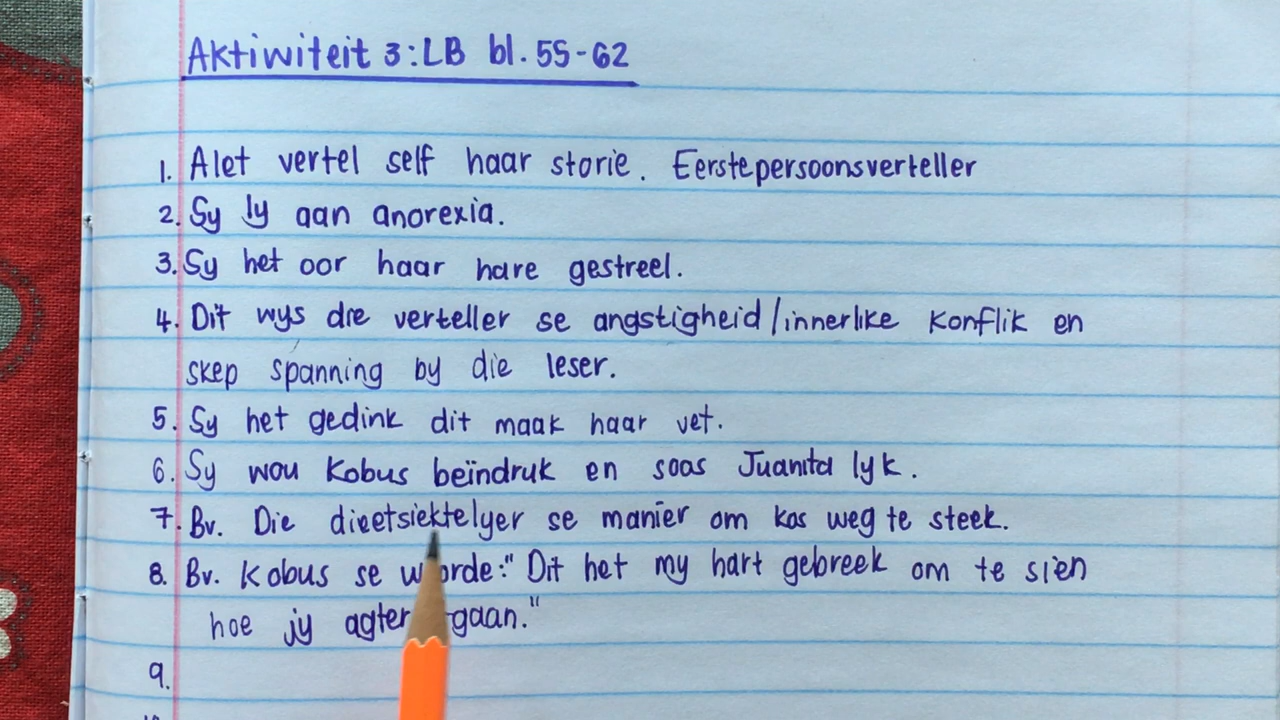 Aktiwiteit 3: LB bl. 55-62
1. Alet vertel self haar storie. Eerstepersoonsverteller
2. Sy ly aan anorexia.
3. Sy het oor haar hare gestreel.
4. Dit wys die verteller se angstigheid/innerlike konflik en
skep spanning by die leser.
5. Sy het gedink dit maak haar vet.
6. Sy wou Kobus beïndruk en soos Juanita lyk.
7. Bv. Die dieetsiektelyer se manier om kos weg te steek.
8. Bv. Kobus se woorde:" Dit het my hart gebreek om te sien
hoe jy agter gaan."
9.